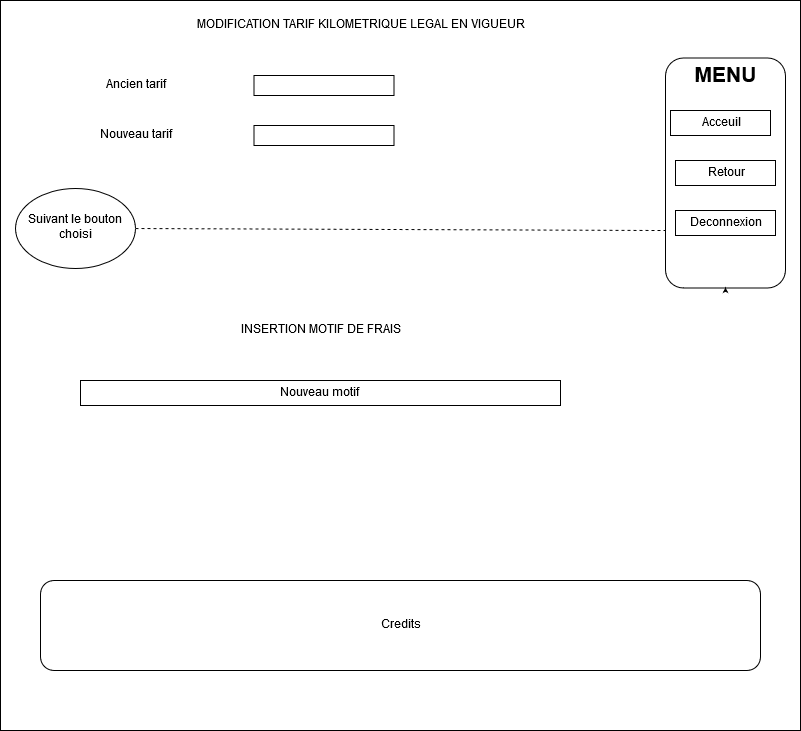 MODIFICATION TARIF KILOMETRIQUE LEGAL EN VIGUEUR
Ancien tarif
Nouveau tarif
MENU
Acceuil
Retour
Deconnexion
Suivant le bouton
choisi
INSERTION MOTIF DE FRAIS
Nouveau motif
Credits